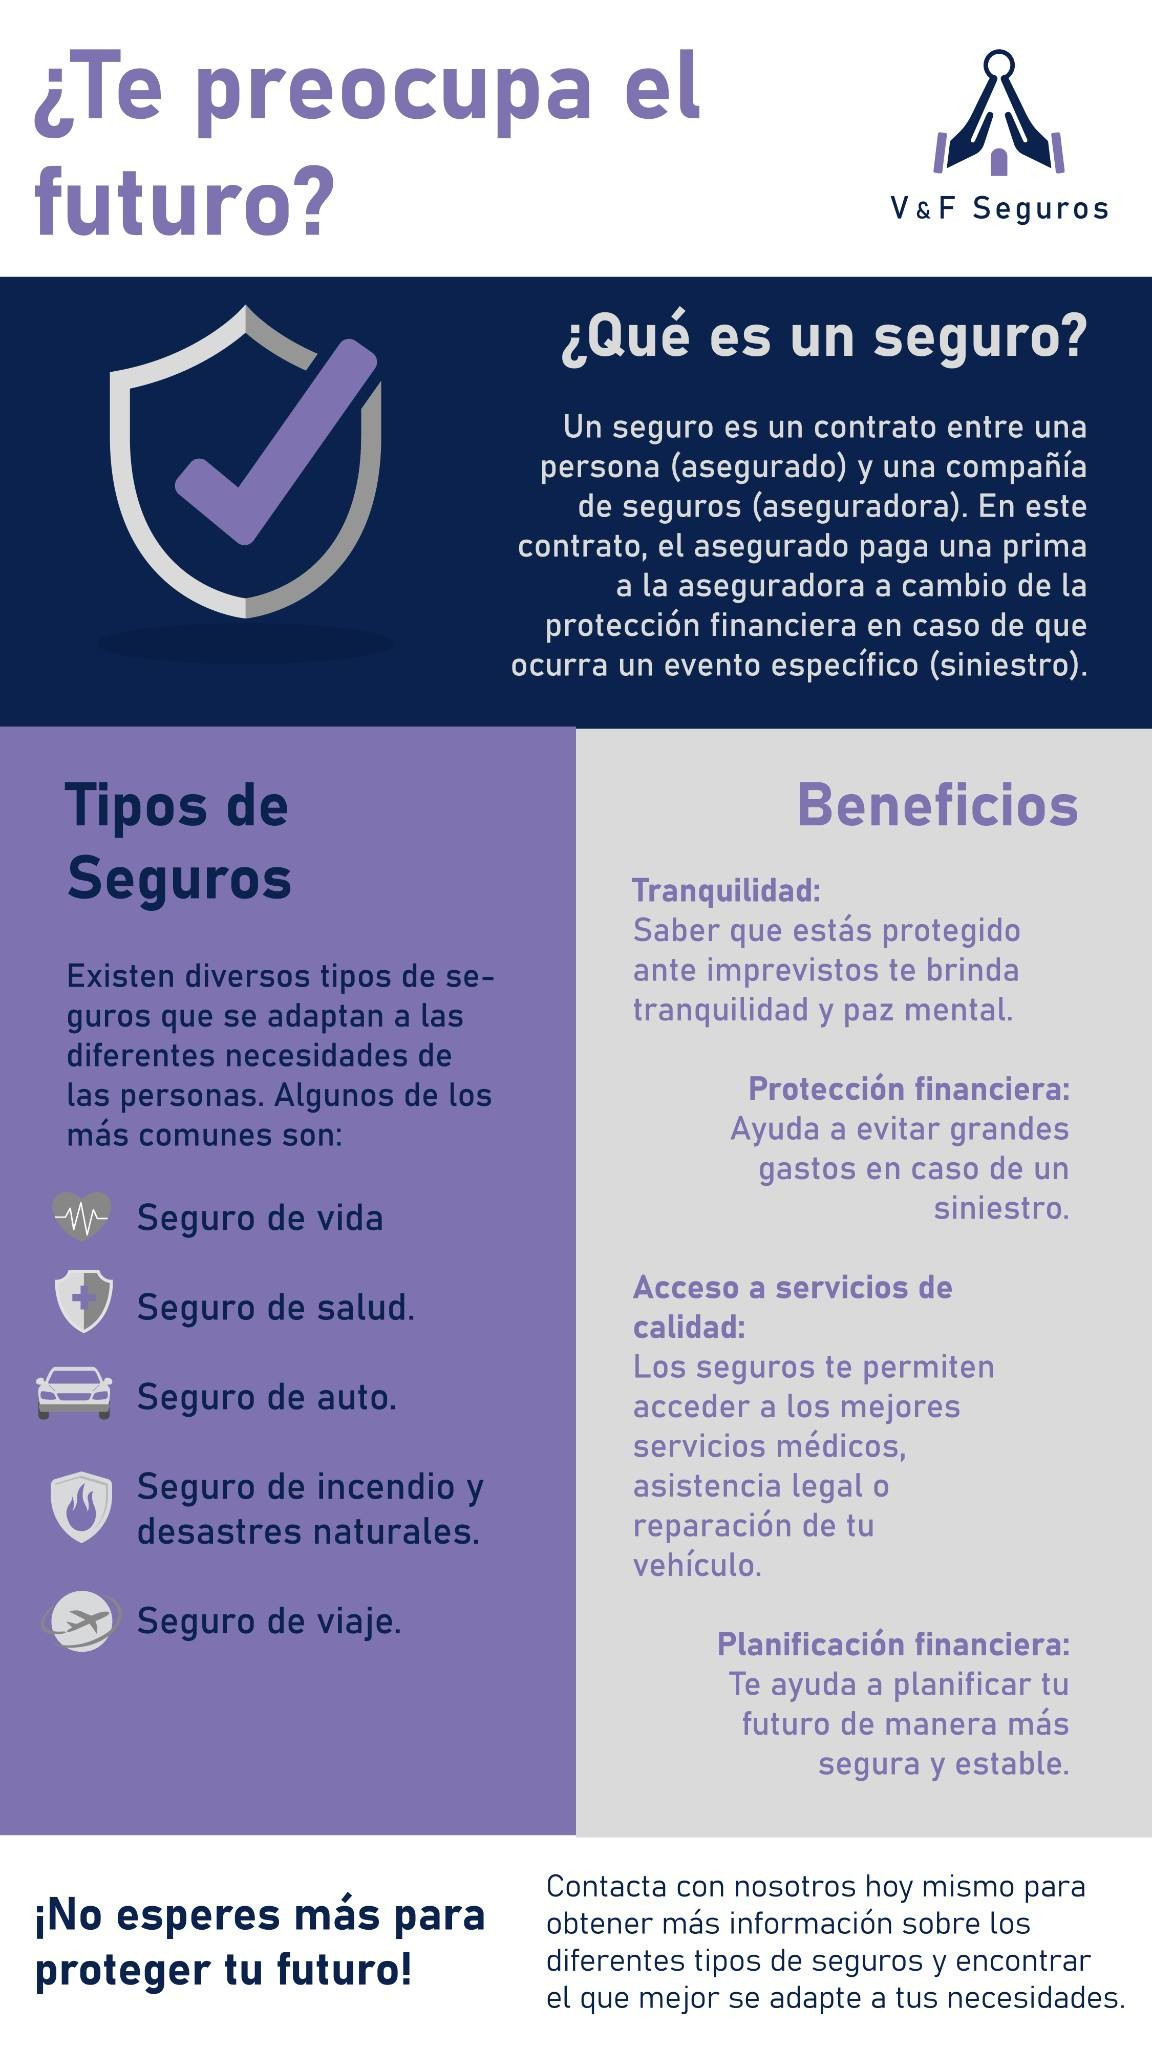 ¿Te preocupa el
futuro?
V & F Seguros
¿Qué es un seguro?
Un seguro es un contrato entre una
persona (asegurado) y una compañía
de seguros (aseguradora). En este
contrato, el asegurado paga una prima
a la aseguradora a cambio de la
protección financiera en caso de que
ocurra un evento específico (siniestro).
Tipos de
Seguros
Existen diversos tipos de se-
guros que se adaptan a las
diferentes necesidades de
las personas. Algunos de los
más comunes son:
Seguro de vida
Seguro de salud.
Seguro de auto.
Seguro de incendio y
desastres naturales.
Seguro de viaje.
Beneficios
Tranquilidad:
Saber que estás protegido
ante imprevistos te brinda
tranquilidad y paz mental.
Protección financiera:
Ayuda a evitar grandes
gastos en caso de un
siniestro.
Acceso a servicios de
calidad:
Los seguros te permiten
acceder a los mejores
servicios médicos,
asistencia legal o
reparación de tu
vehículo.
Planificación financiera:
Te ayuda a planificar tu
futuro de manera más
segura y estable.
¡No esperes más para
proteger tu futuro!
Contacta con nosotros hoy mismo para
obtener más información sobre los
diferentes tipos de seguros y encontrar
el que mejor se adapte a tus necesidades.